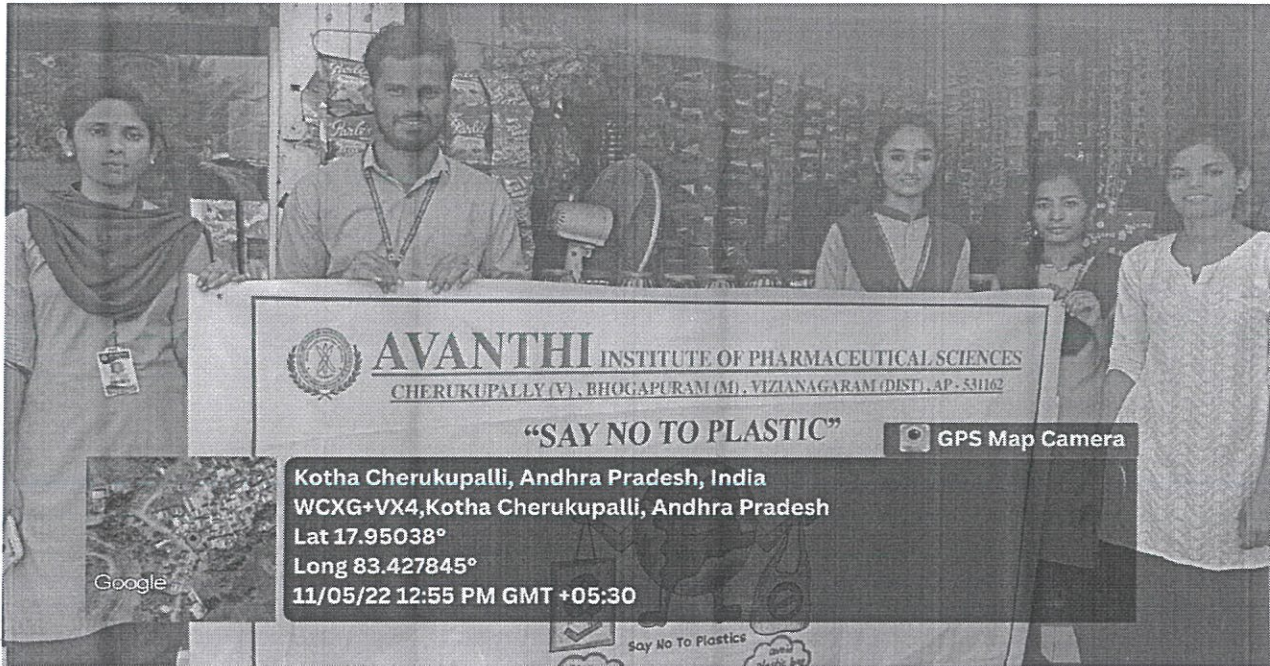 Parle
Parle
AVANTHI INSTITUTE OF PHARMACEUTICAL SCIENCES
CHERUKUPALLY (V), BHOGAPURAM (M), VIZIANAGARAM (DIST), AP - 531162
“SAY NO TO PLASTIC”
GPS Map Camera
Kotha Cherukupalli, Andhra Pradesh, India
WCXG+VX4,Kotha Cherukupalli, Andhra Pradesh
Lat 17.95038°
Long 83.427845°
11/05/22 12:55 PM GMT +05:30
Google
Say No To Plastics